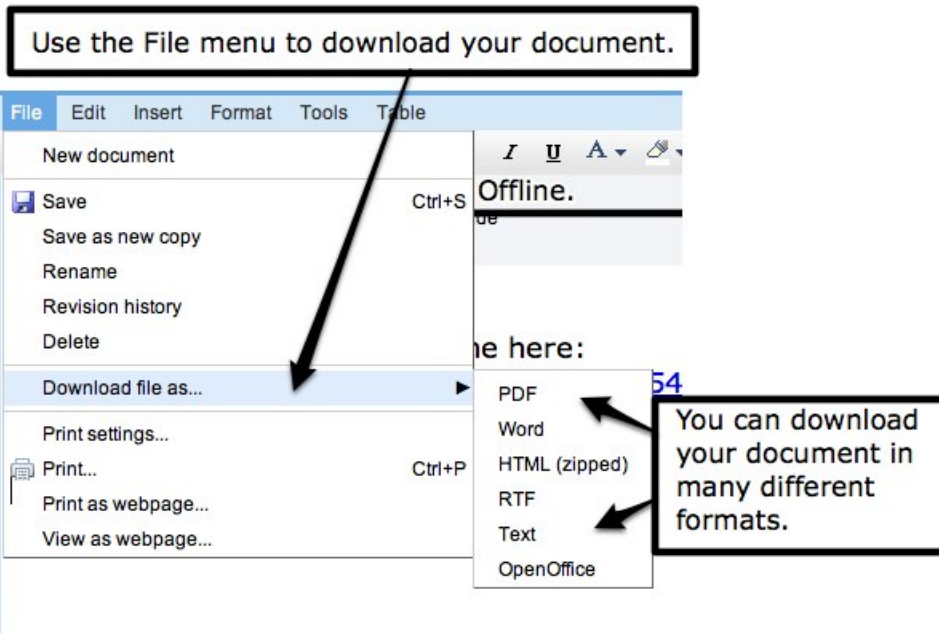 Use the File menu to download your document.
File Edit Insert Format Tools Table
New document
I U A
Save Ctrl+S
Offline.
Save as new copy
Rename
Revision history
Delete
here:
Download file as...
54
PDF
Word
HTML (zipped)
RTF
Text
OpenOffice
You can download
your document in
many different
formats.
Print settings...
Print... Ctrl+P
Print as webpage...
View as webpage...